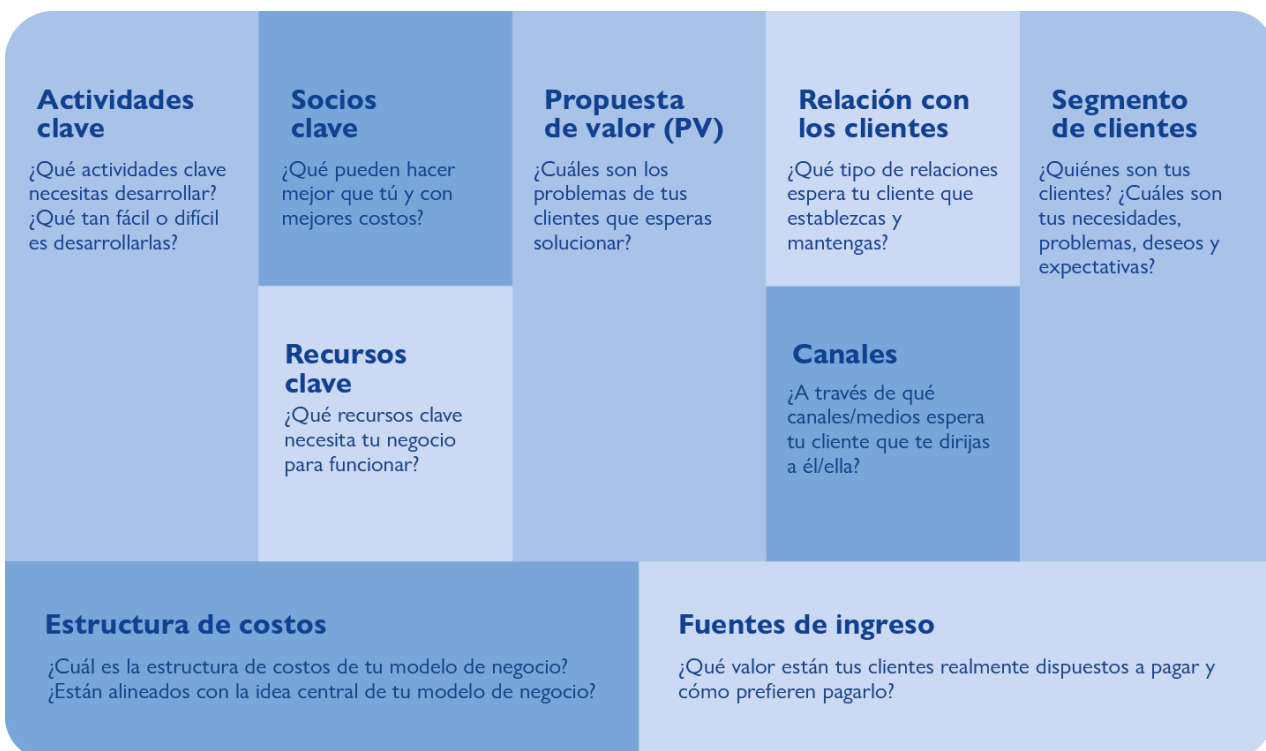 Actividades
clave
¿Qué actividades clave
necesitas desarrollar?
¿Qué tan fácil o difícil
es desarrollarlas?
Socios
clave
¿Qué pueden hacer
mejor que tú y con
mejores costos?
Recursos
clave
¿Qué recursos clave
necesita tu negocio
para funcionar?
Propuesta
de valor (PV)
¿Cuáles son los
problemas de tus
clientes que esperas
solucionar?
Relación con
los clientes
¿Qué tipo de relaciones
espera tu cliente que
establezcas y
mantengas?
Canales
¿A través de qué
canales/medios espera
tu cliente que te dirijas
a él/ella?
Segmento
de clientes
¿Quiénes son tus
clientes? ¿Cuáles son
tus necesidades,
problemas, deseos y
expectativas?
Estructura de costos
¿Cuál es la estructura de costos de tu modelo de negocio?
¿Están alineados con la idea central de tu modelo de negocio?
Fuentes de ingreso
¿Qué valor están tus clientes realmente dispuestos a pagar y
cómo prefieren pagarlo?